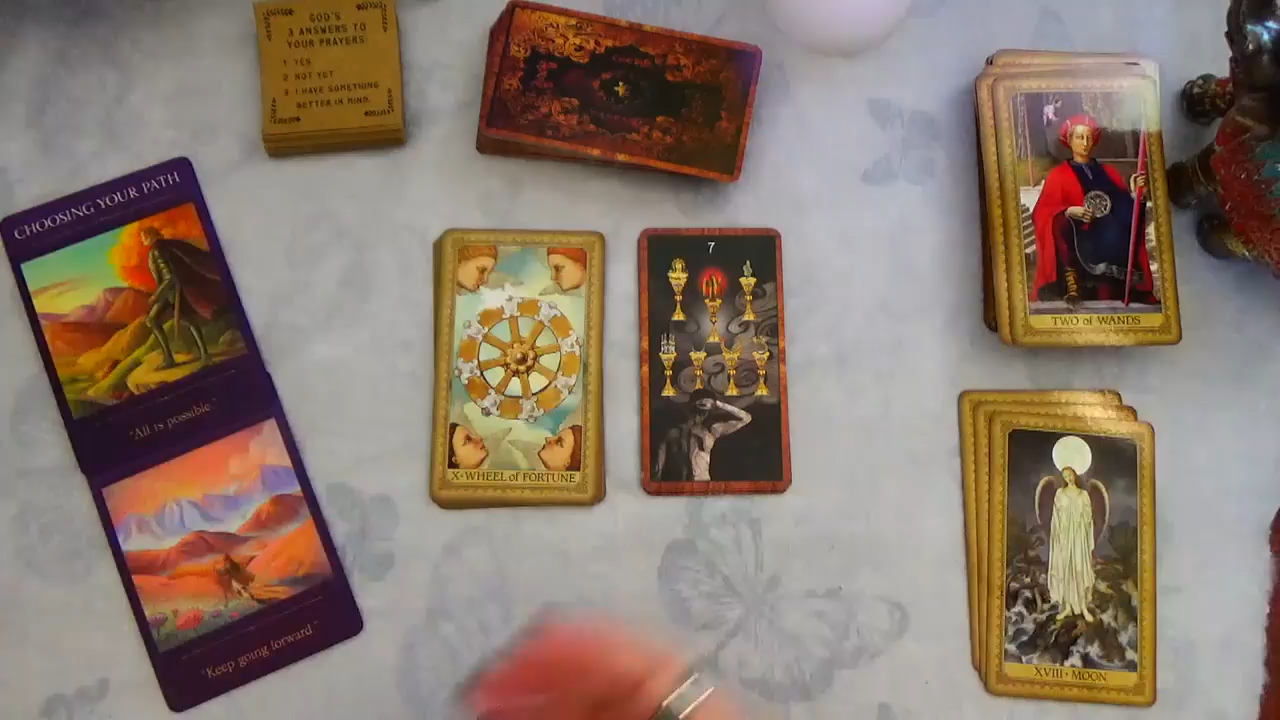 GOD'S
3 ANSWERS TO
YOUR PRAYERS
1 YES
2 NOT YET
3 I HAVE SOMETHING
BETTER IN MIND.
CHOOSING YOUR PATH
"All is possible."
"Keep going forward"
X•WHEEL of FORTUNE
7
TWO of WANDS
XVIII•MOON